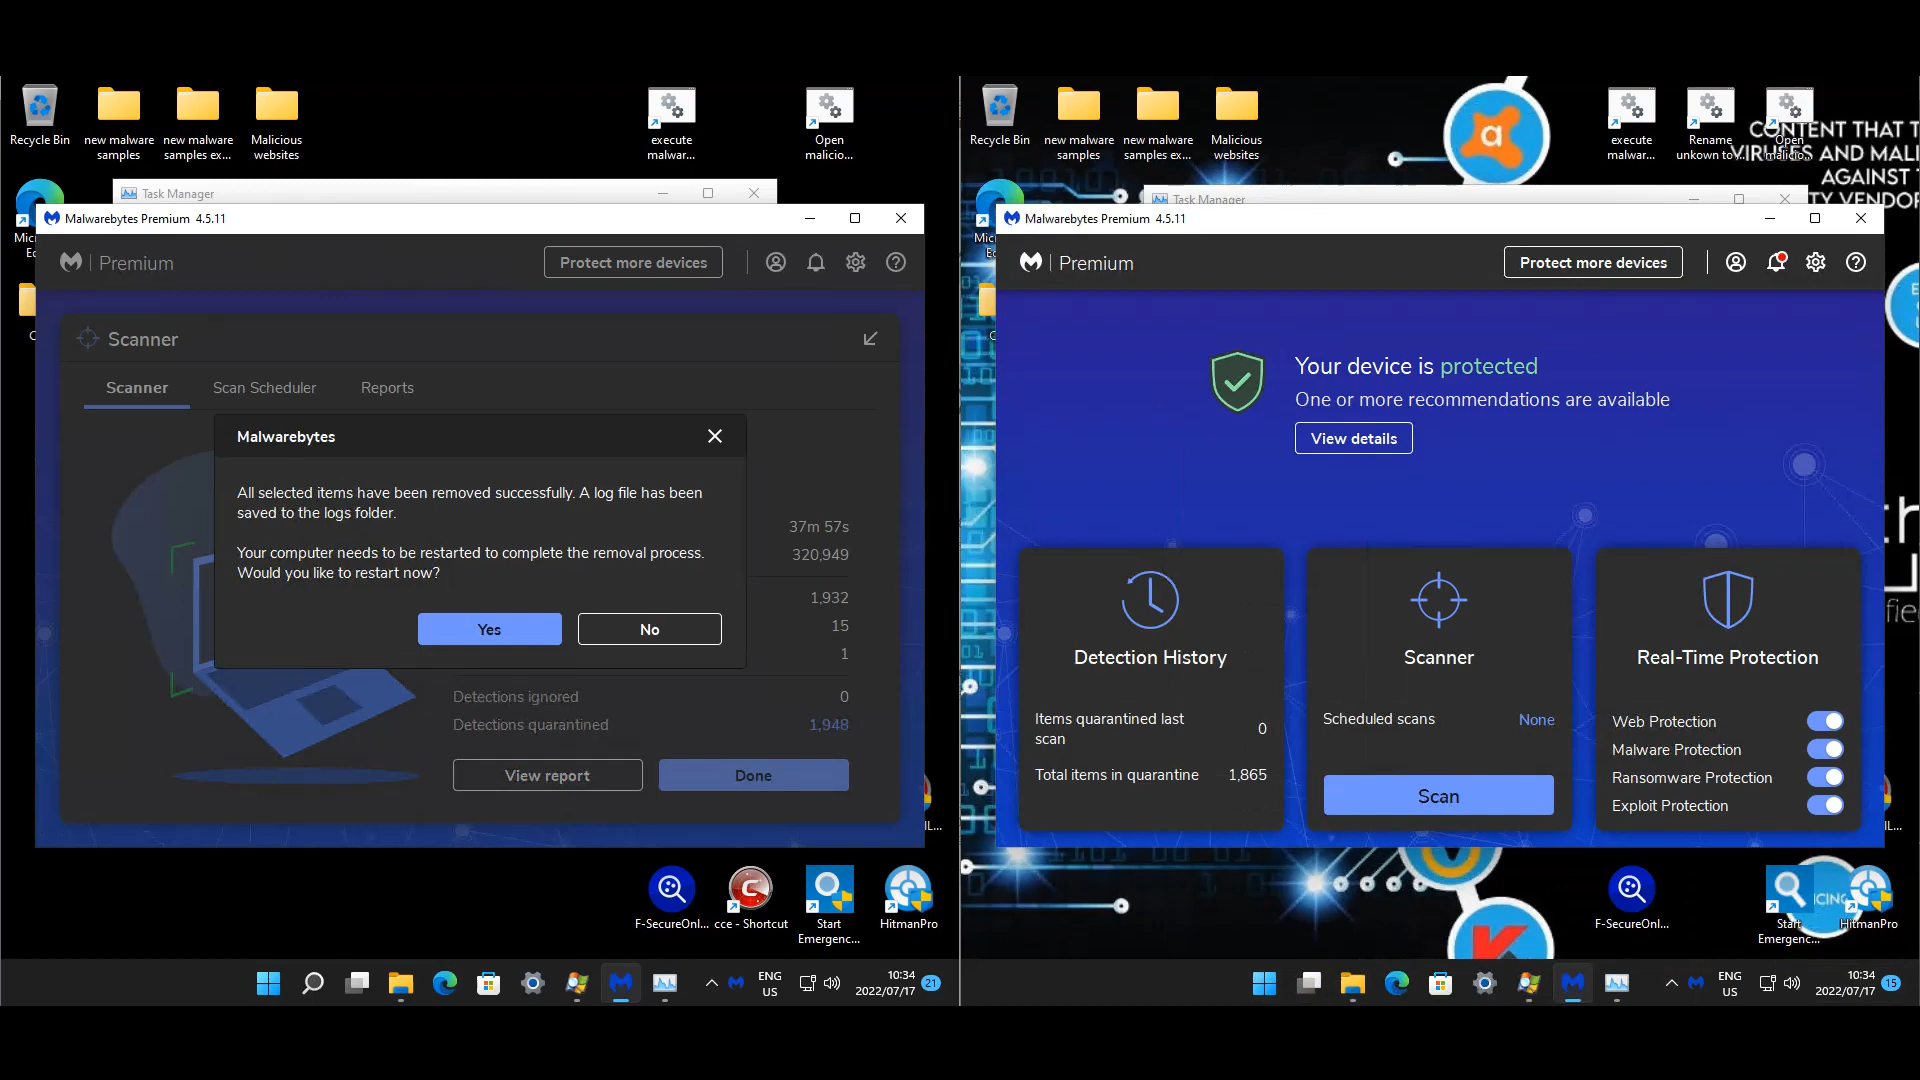 Recycle Bin
new malware samples
new malware samples ex...
Malicious websites
execute malwar...
Open malicio...
Task Manager
Malwarebytes Premium 4.5.11
Premium
Protect more devices
Scanner
Scanner Scan Scheduler Reports
Malwarebytes
All selected items have been removed successfully. A log file has been
saved to the logs folder.
Your computer needs to be restarted to complete the removal process.
Would you like to restart now?
Yes No
37m 57s
320,949
1,932
15
1
Detections ignored 0
Detections quarantined 1,948
View report Done
F-SecureOnl...
cce - Shortcut
Start Emergenc...
HitmanPro
ENG
US
10:34
2022/07/17
21
Recycle Bin
new malware samples
new malware samples ex...
Malicious websites
execute malwar...
Rename unkown to
Open malicio...
CONTENT THAT T
VIRUSES AND MALI
AGAINST
TY VENDOR
Task Manager
Malwarebytes Premium 4.5.11
Premium
Protect more devices
Your device is protected
One or more recommendations are available
View details
Detection History
Items quarantined last
scan 0
Total items in quarantine 1,865
Scanner
Scheduled scans None
Scan
Real-Time Protection
Web Protection
Malware Protection
Ransomware Protection
Exploit Protection
F-SecureOnl...
Start Emergenc...
HitmanPro
ENG
US
10:34
2022/07/17
15